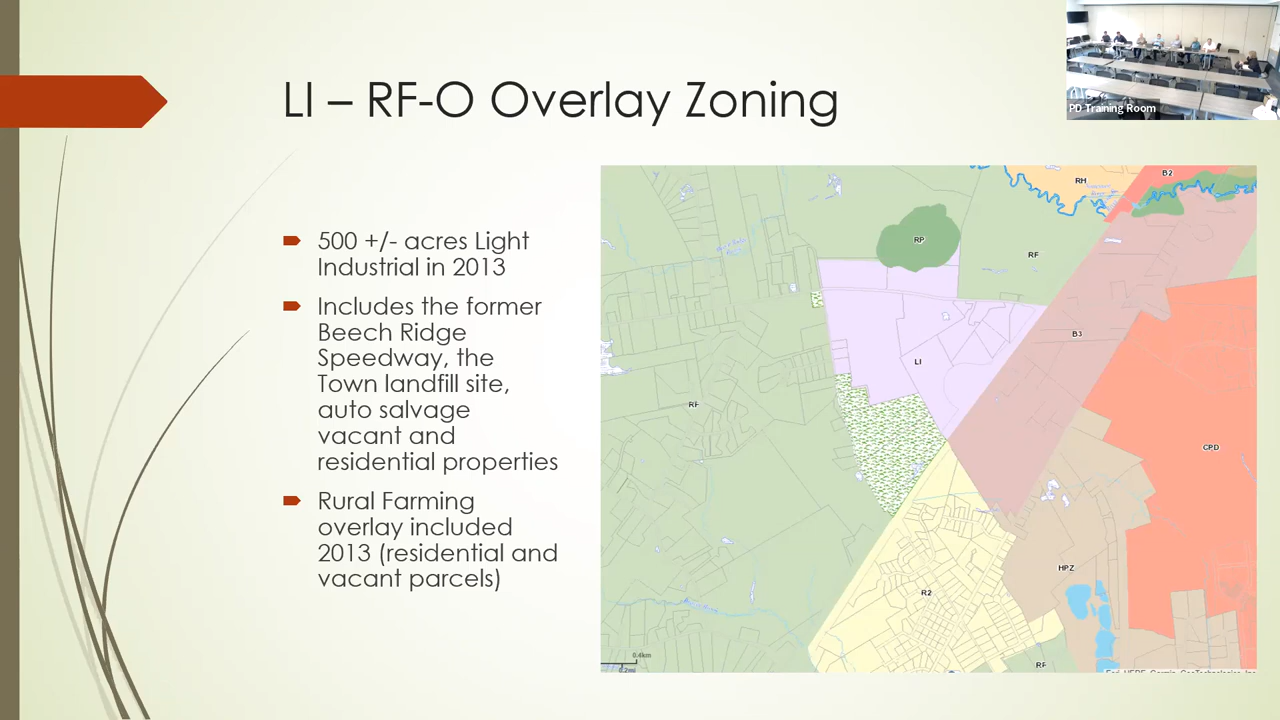 LI – RF-O Overlay Zoning
PD Training Room
500 +/- acres Light
Industrial in 2013
Includes the former
Beech Ridge
Speedway, the
Town landfill site,
auto salvage
vacant and
residential properties
Rural Farming
overlay included
2013 (residential and
vacant parcels)
B2
RH
RP
RF
B3
LI
RF
CPD
HPZ
R2
RF
0.4km
0.2mi